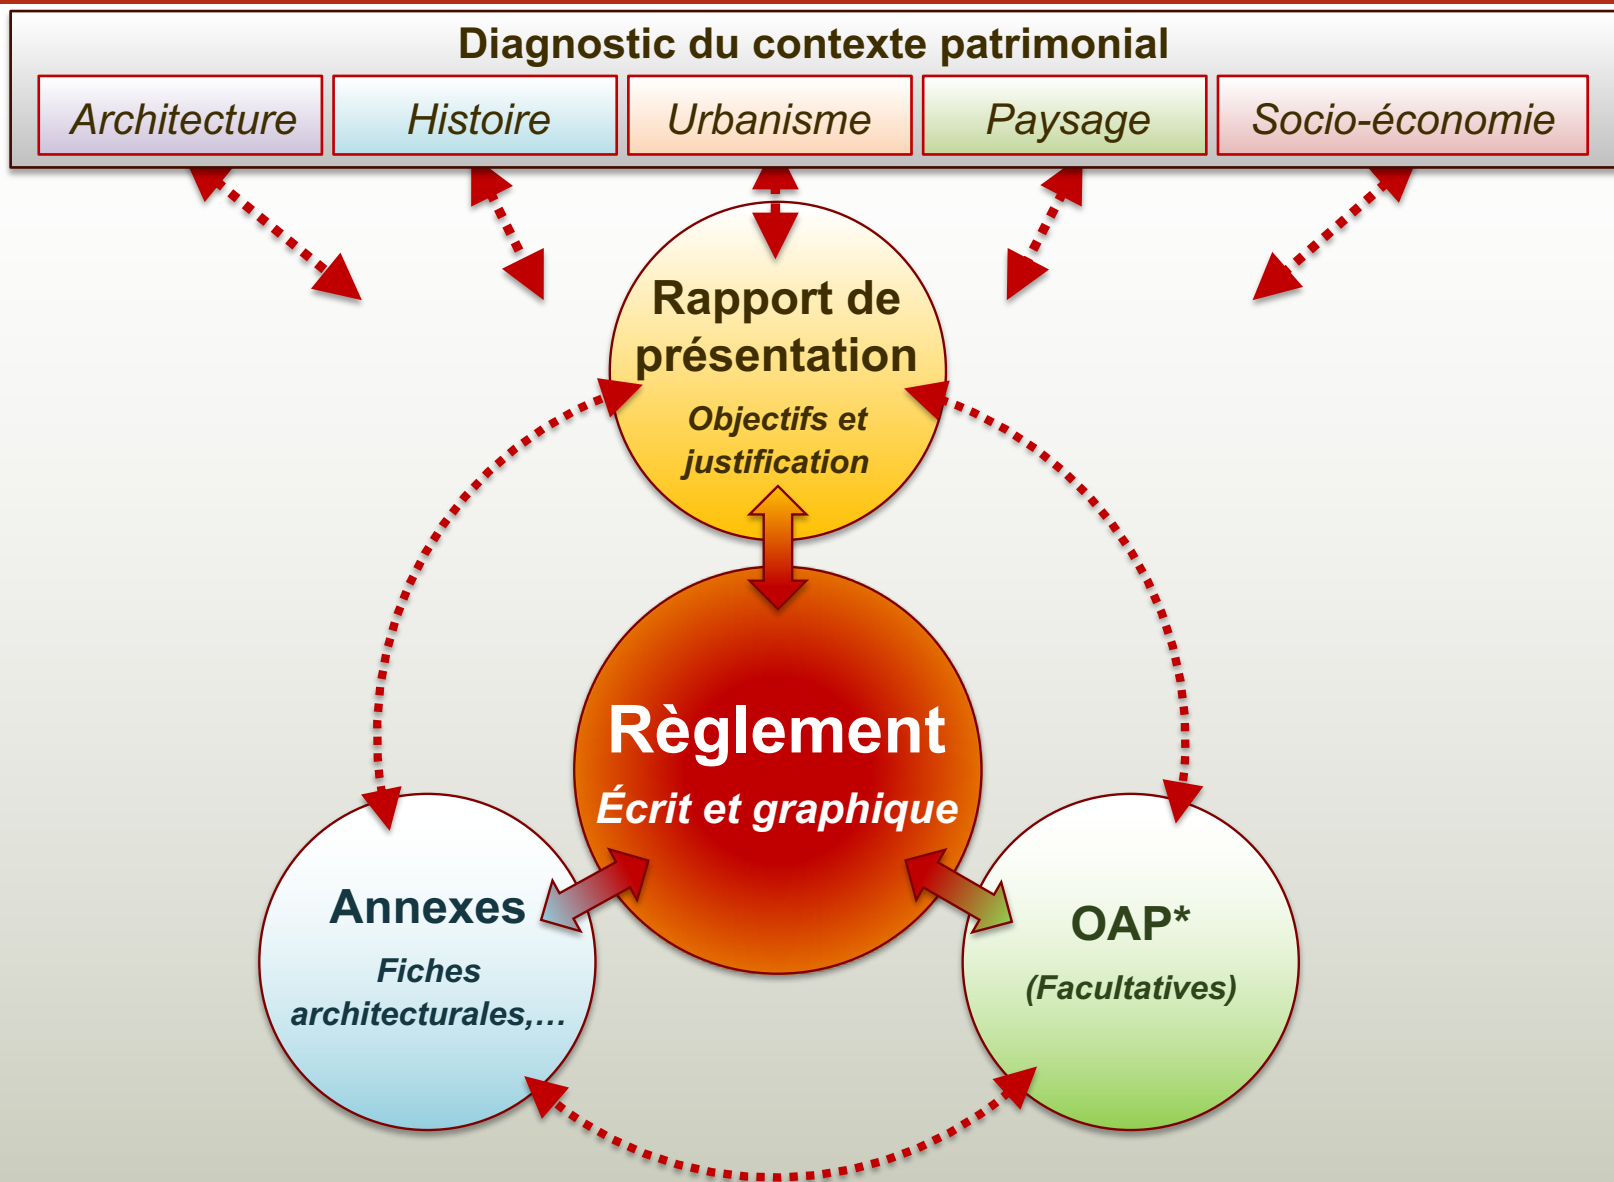 Diagnostic du contexte patrimonial
Architecture
Histoire
Urbanisme
Paysage
Socio-économie
Rapport de
présentation
Objectifs et
justification
Règlement
Écrit et graphique
Annexes
Fiches
architecturales,…
OAP*
(Facultatives)